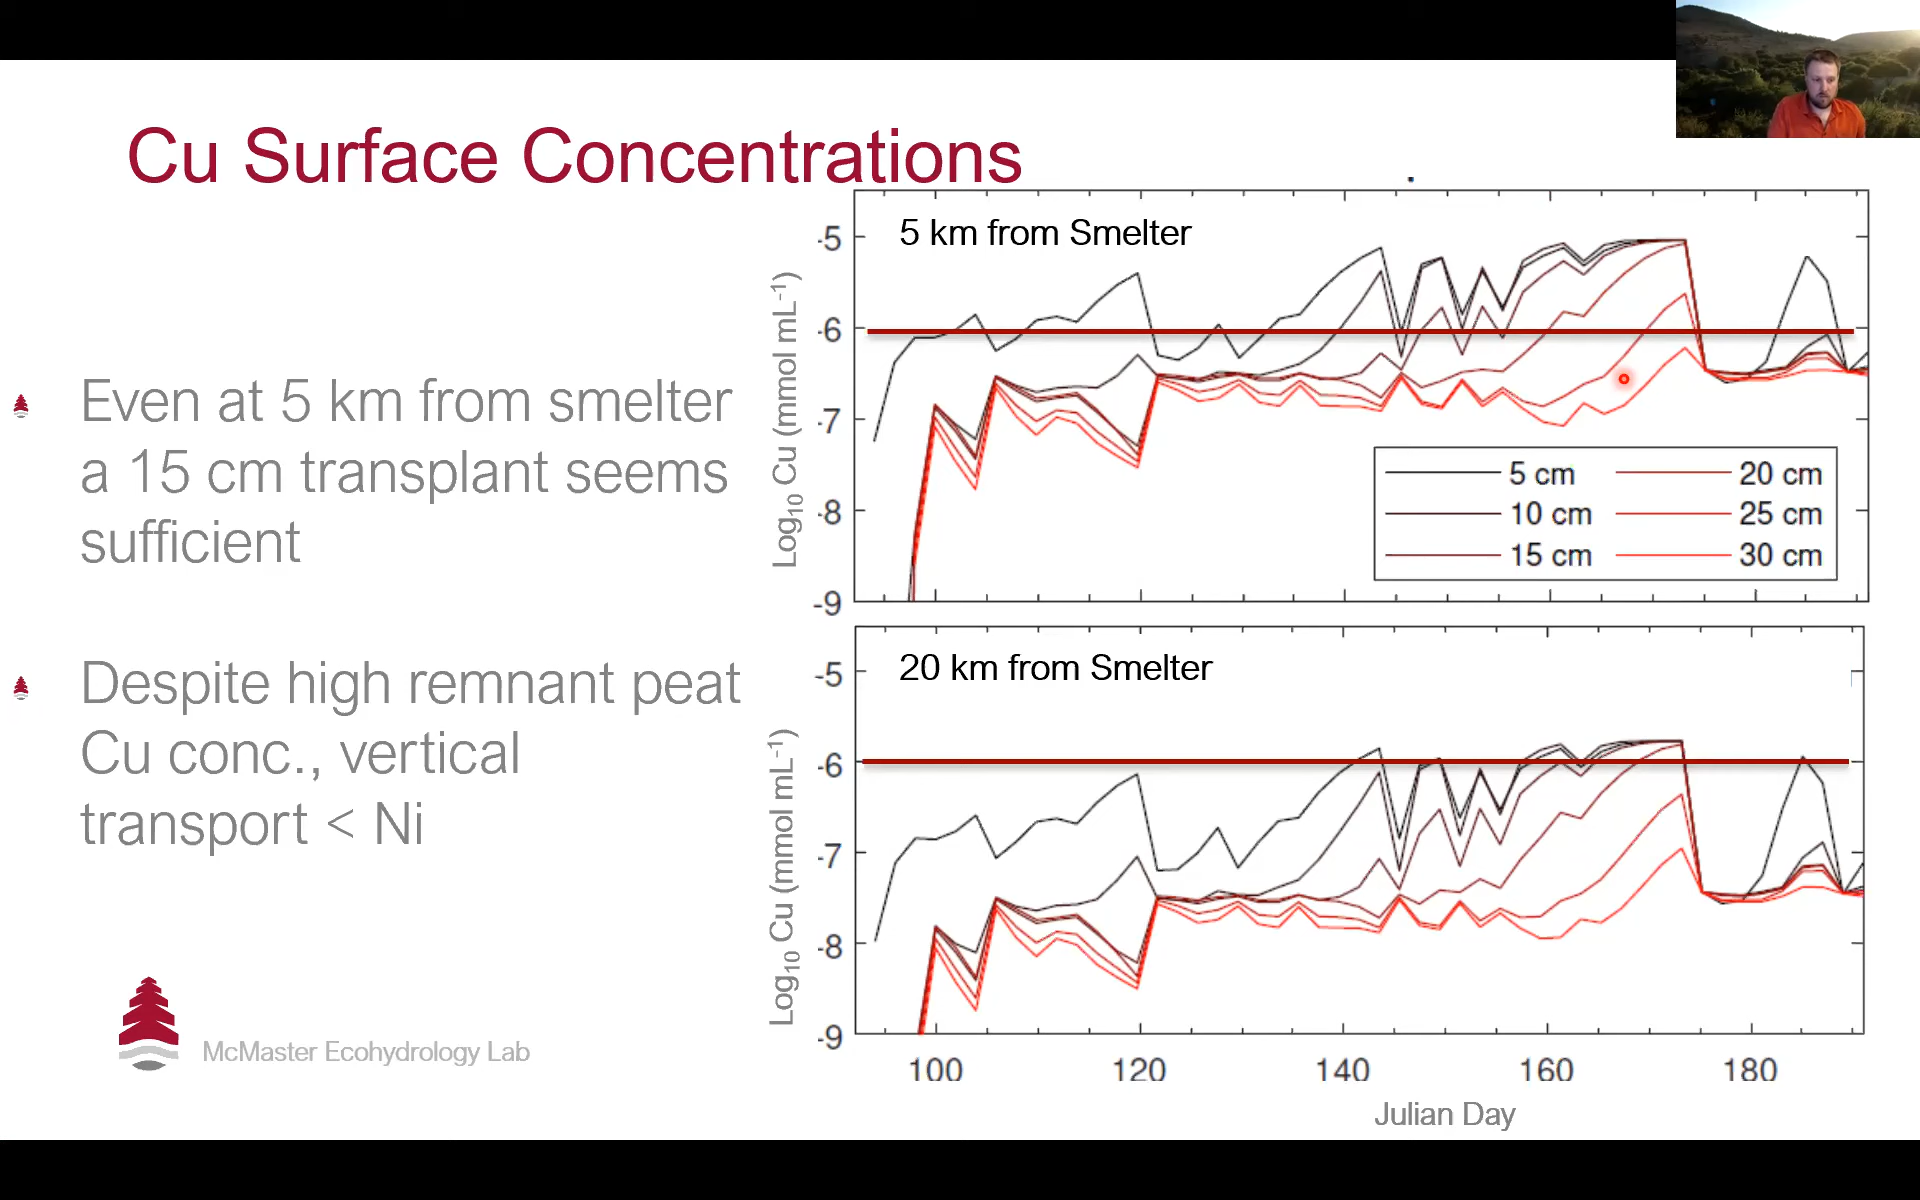 Cu Surface Concentrations
Even at 5 km from smelter
a 15 cm transplant seems
sufficient
Despite high remnant peat
Cu conc., vertical
transport < Ni
McMaster Ecohydrology Lab
5 km from Smelter
Log10 Cu (mmol mL-1)
-5
-6
-7
-8
-9
5 cm 20 cm
10 cm 25 cm
15 cm 30 cm
20 km from Smelter
Log10 Cu (mmol mL-1)
-5
-6
-7
-8
-9
100 120 140 160 180
Julian Day